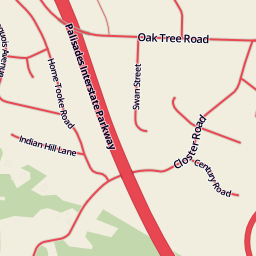 Oak Tree Road
Palisades Interstate Parkway
Home-Tooke Road
Swan Street
Indian Hill Lane
Closter Road
Century Road